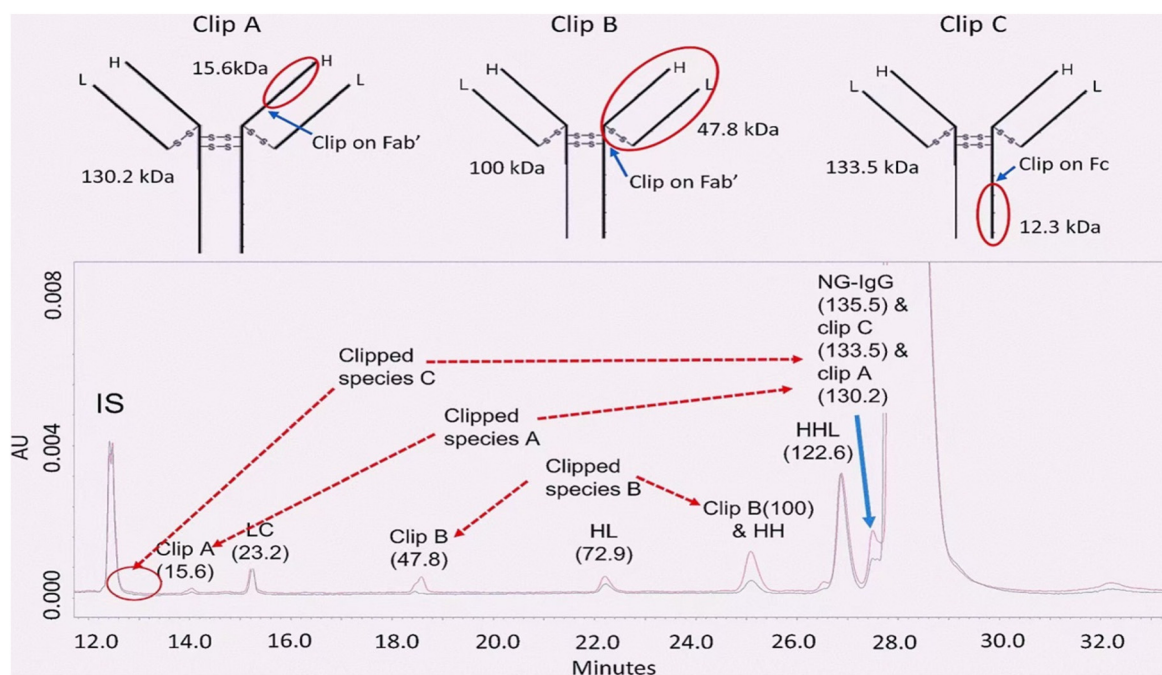 Clip A
Clip B
Clip C
H
L
15.6kDa
H
L
S
S
S
S
S
S
S
S
Clip on Fab’
130.2 kDa
H
L
H
L
S
S
S
S
S
S
S
S
47.8 kDa
100 kDa
Clip on Fab’
H
L
H
L
S
S
S
S
S
S
S
S
133.5 kDa
Clip on Fc
12.3 kDa
0.008
0.004
0.000
AU
IS
Clipped
species C
Clipped
species A
Clipped
species B
NG-IgG
(135.5) &
clip C
(133.5) &
clip A
(130.2)
HHL
(122.6)
Clip A
(15.6)
LC
(23.2)
Clip B
(47.8)
HL
(72.9)
Clip B(100)
& HH
12.0 14.0 16.0 18.0 20.0 22.0 24.0 26.0 28.0 30.0 32.0
Minutes